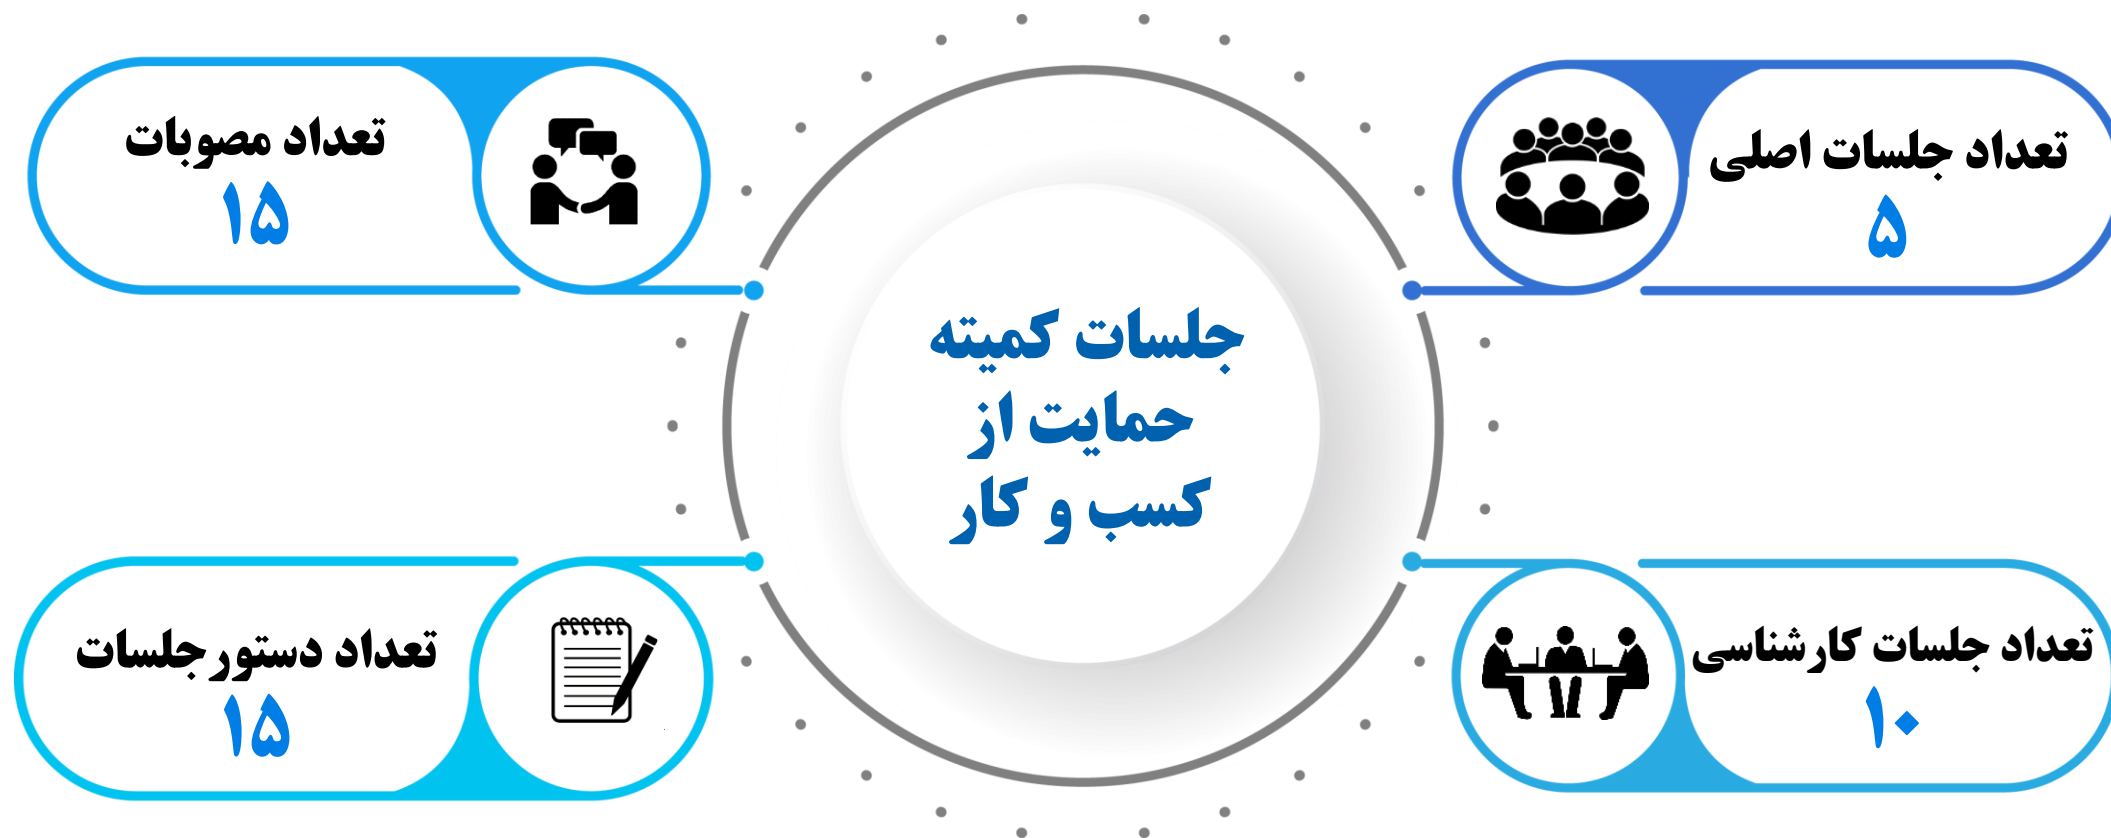 تعداد جلسات اصلی
۵
تعداد مصوبات
۱۵
جلسات کمیته
حمایت از
کسب و کار
تعداد جلسات کارشناسی
۱۰
تعداد دستورجلسات
۱۵